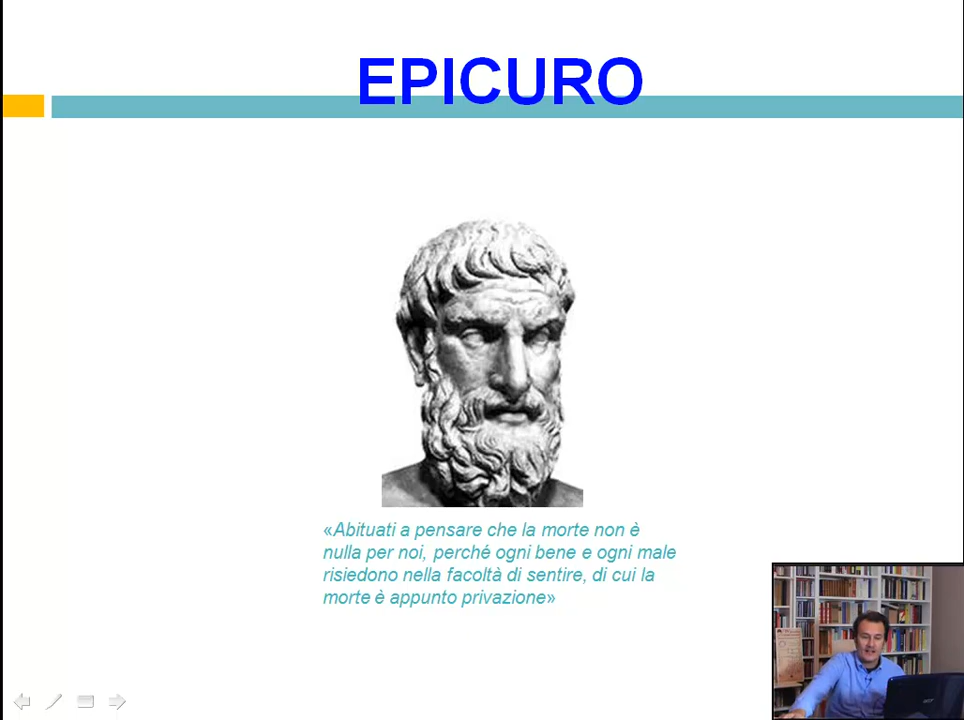 EPICURO
«Abituati a pensare che la morte non è
nulla per noi, perché ogni bene e ogni male
risiedono nella facoltà di sentire, di cui la
morte è appunto privazione»